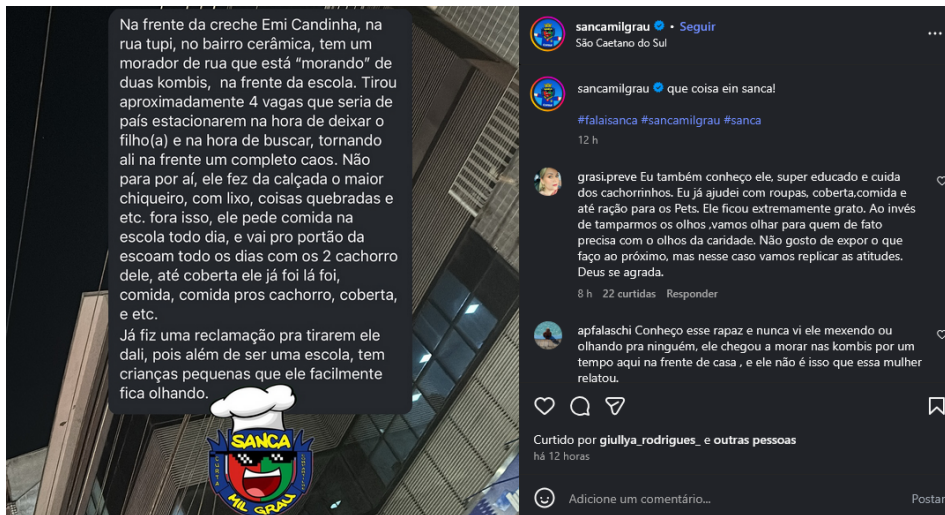 Na frente da creche Emi Candinha, na
rua tupi, no bairro cerâmica, tem um
morador de rua que está “morando” de
duas kombis,  na frente da escola. Tirou
aproximadamente 4 vagas que seria de
país estacionarem na hora de deixar o
filho(a) e na hora de buscar, tornando
ali na frente um completo caos. Não
para por aí, ele fez da calçada o maior
chiqueiro, com lixo, coisas quebradas e
etc. fora isso, ele pede comida na
escola todo dia, e vai pro portão da
escoam todo os dias com os 2 cachorro
dele, até coberta ele já foi lá foi,
comida, comida pros cachorro, coberta,
e etc.
Já fiz uma reclamação pra tirarem ele
dali, pois além de ser uma escola, tem
crianças pequenas que ele facilmente
fica olhando.
SANCA
MIL GRAU
sancamilgrau • Seguir
São Caetano do Sul
sancamilgrau que coisa ein sanca!
#falaisanca #sancamilgrau #sanca
12 h
grasi.preve Eu também conheço ele, super educado e cuida
dos cachorrinhos. Eu já ajudei com roupas, coberta,comida e
até ração para os Pets. Ele ficou extremamente grato. Ao invés
de tamparmos os olhos ,vamos olhar para quem de fato
precisa com o olhos da caridade. Não gosto de expor o que
faço ao próximo, mas nesse caso vamos replicar as atitudes.
Deus se agrada.
8 h 22 curtidas Responder
apfalaschi Conheço esse rapaz e nunca vi ele mexendo ou
olhando pra ninguém, ele chegou a morar nas kombis por um
tempo aqui na frente de casa , e ele não é isso que essa mulher
relatou.
Curtido por giullya_rodrigues_ e outras pessoas
há 12 horas
Adicione um comentário...
Postar